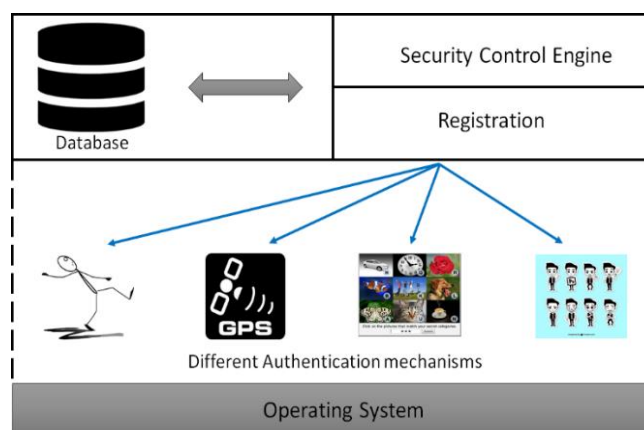 Security Control Engine
Database
Registration
GPS
Different Authentication mechanisms
Operating System